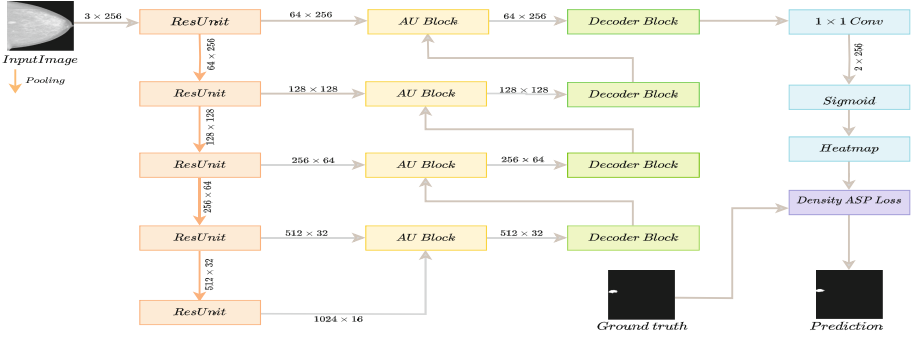 3 × 256
ResUnit
64 × 256
AU Block
64 × 256
Decoder Block
1 × 1 Conv
InputImage
Pooling
64 × 256
2 × 256
ResUnit
128 × 128
AU Block
128 × 128
Decoder Block
Sigmoid
128 × 128
Heatmap
ResUnit
256 × 64
AU Block
256 × 64
Decoder Block
256 × 64
Density ASP Loss
ResUnit
512 × 32
AU Block
512 × 32
Decoder Block
512 × 32
ResUnit
1024 × 16
Ground truth
Prediction